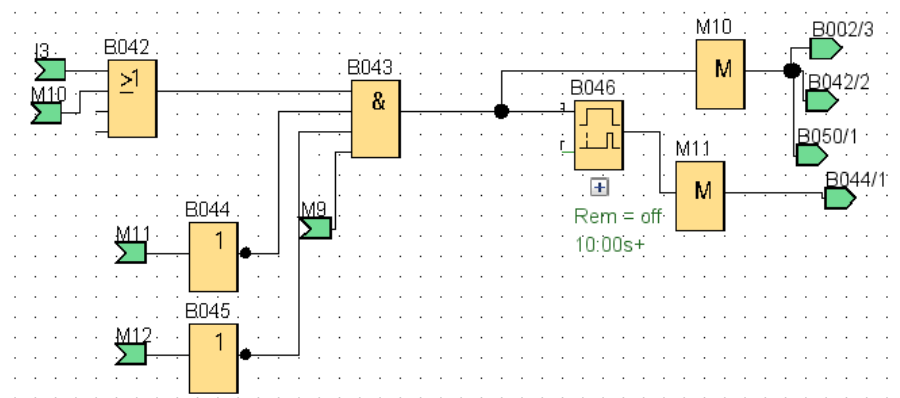 I3
B042
≥1
M10
B043
&
M10
M
B002/3
B042/2
B050/1
B046
M11
M
B044/1
Rem = off
10:00s+
B044
1
M11
M9
B045
1
M12